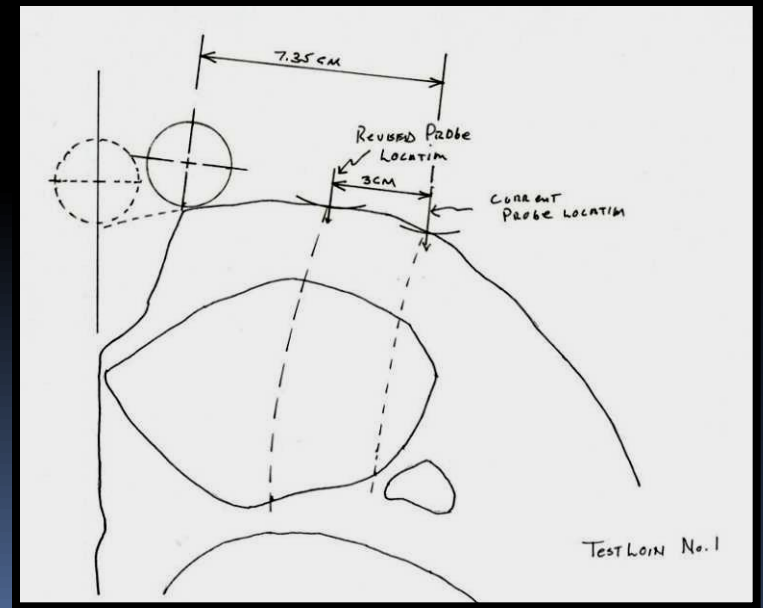 7.35 CM
REVISED PROBE
LOCATION
3CM
CURRENT
PROBE LOCATION
TEST LOIN No. 1